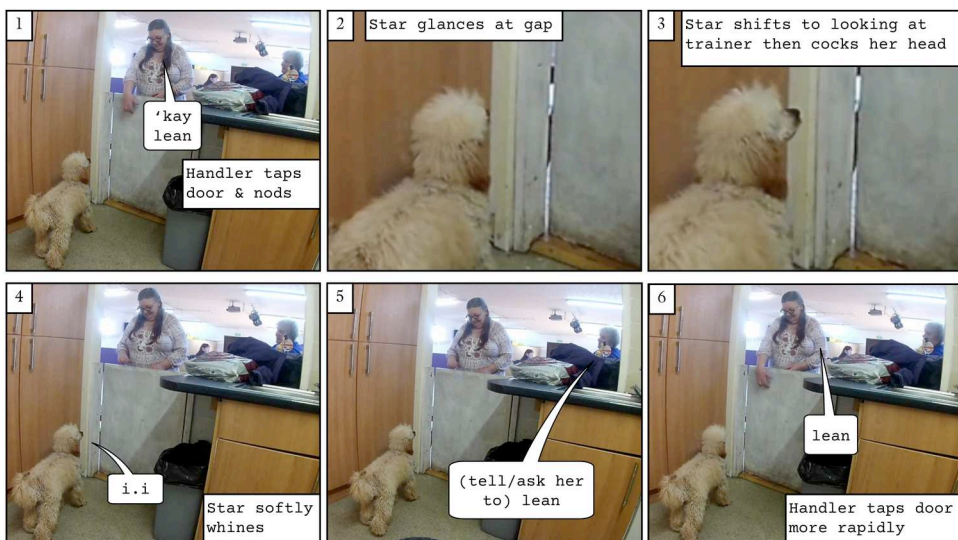 1
‘kay
lean
Handler taps
door & nods
2
Star glances at gap
3
Star shifts to looking at
trainer then cocks her head
4
i.i
Star softly
whines
5
(tell/ask her
to) lean
6
lean
Handler taps door
more rapidly